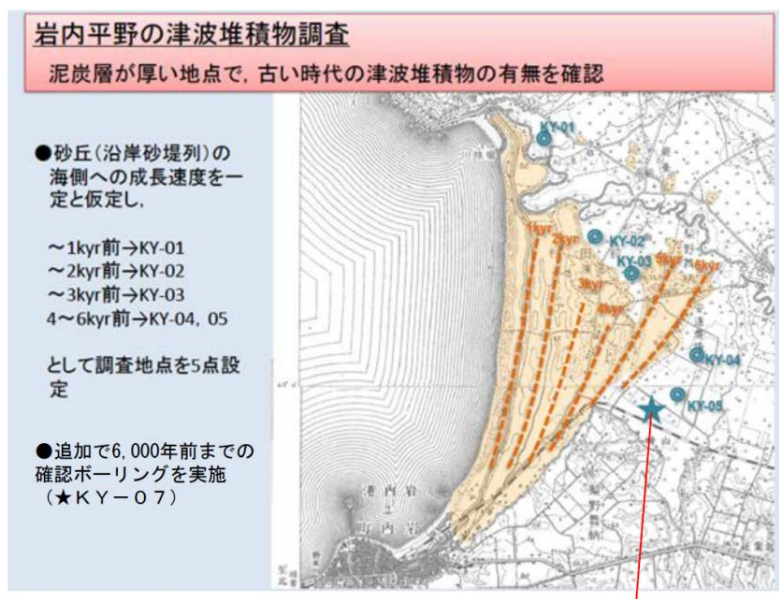 岩内平野の津波堆積物調査
泥炭層が厚い地点で，古い時代の津波堆積物の有無を確認
●砂丘（沿岸砂堤列）の
海側への成長速度を一
定と仮定し，
～1kyr前→KY-01
～2kyr前→KY-02
～3kyr前→KY-03
4～6kyr前→KY-04，05
として調査地点を5点設
定
●追加で6,000年前までの
確認ボーリングを実施
（★ＫＹ－０７）
KY-01
KY-02
KY-03
KY-04
KY-05
1kyr
2kyr
3kyr
4kyr
5kyr
6kyr
港内岩
町内岩